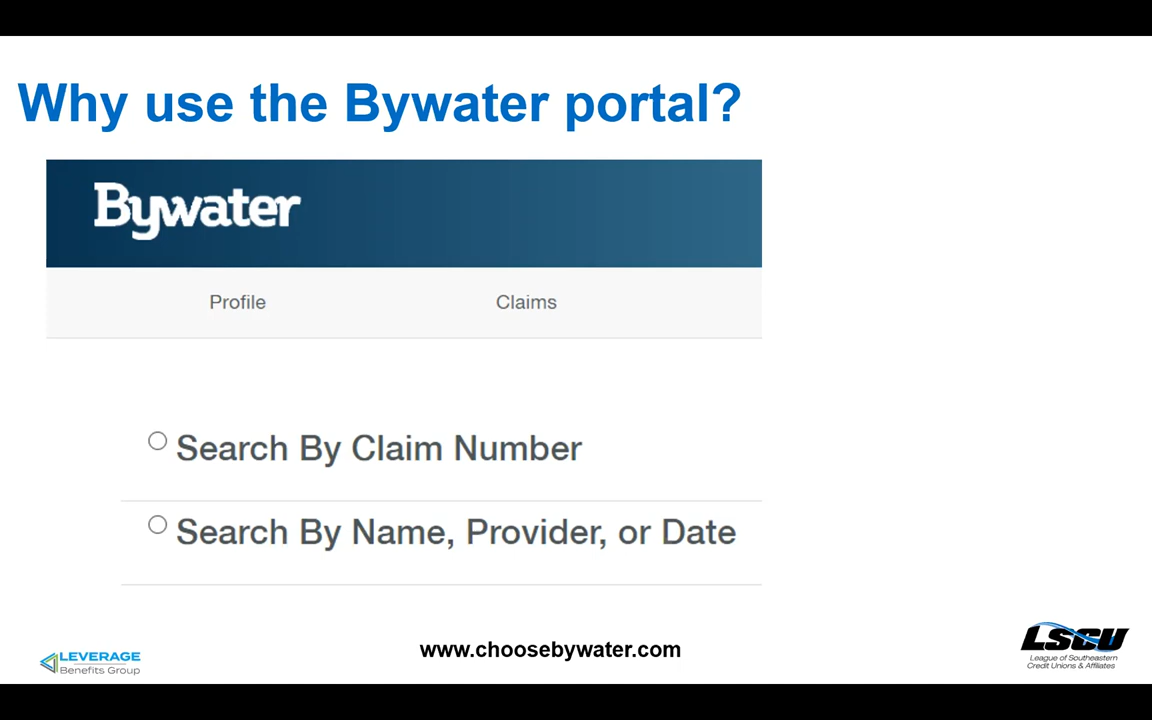 Why use the Bywater portal?
Bywater
Profile Claims
Search By Claim Number
Search By Name, Provider, or Date
www.choosebywater.com
LEVERAGE
Benefits Group
LSCU
League of Southeastern
Credit Unions & Affiliates